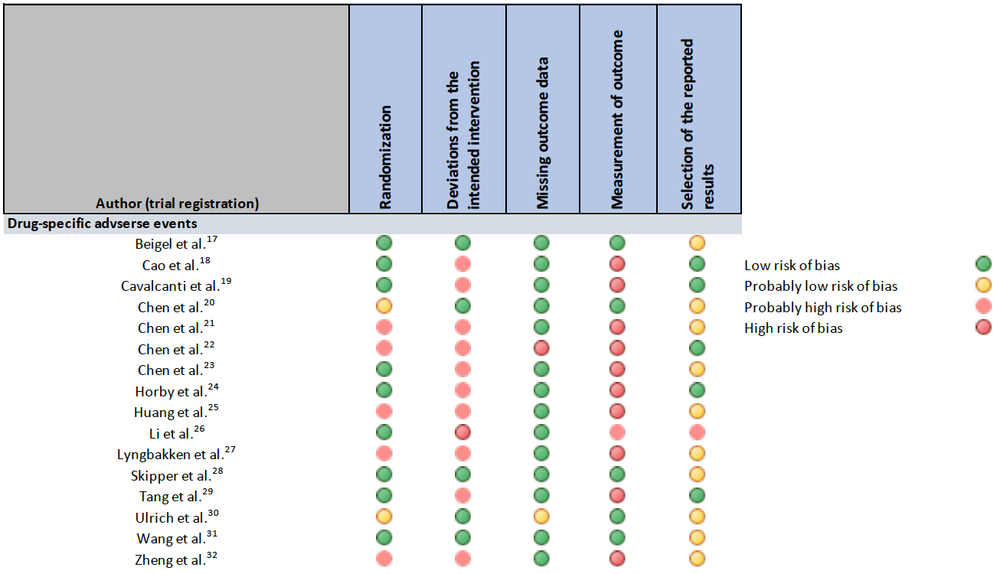 Author (trial registration)
Randomization
Deviations from the
intended intervention
Missing outcome data
Measurement of outcome
Selection of the reported
results
Drug-specific advserse events
Beigel et al.17
Cao et al.18
Low risk of bias
Cavalcanti et al.19
Probably low risk of bias
Chen et al.20
Probably high risk of bias
Chen et al.21
High risk of bias
Chen et al.22
Chen et al.23
Horby et al.24
Huang et al.25
Li et al.26
Lyngbakken et al.27
Skipper et al.28
Tang et al.29
Ulrich et al.30
Wang et al.31
Zheng et al.32